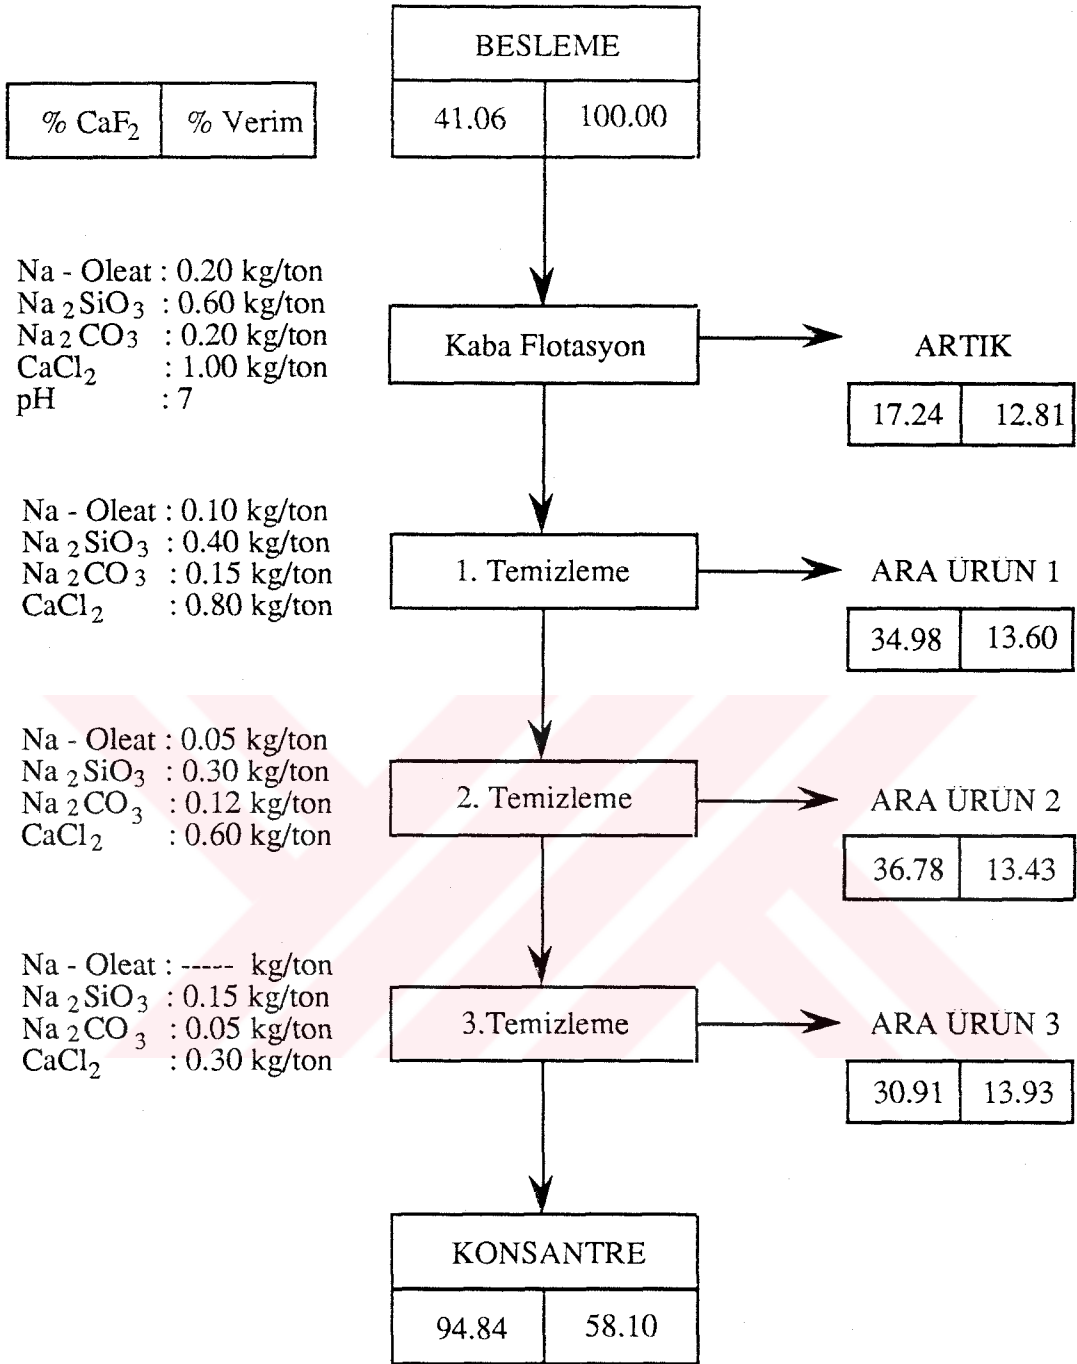 BESLEME
% CaF2 % Verim
41.06 100.00
Na - Oleat : 0.20 kg/ton
Na2SiO3 : 0.60 kg/ton
Na2CO3 : 0.20 kg/ton
CaCl2 : 1.00 kg/ton
pH : 7
Kaba Flotasyon
ARTIK
17.24 12.81
Na - Oleat : 0.10 kg/ton
Na2SiO3 : 0.40 kg/ton
Na2CO3 : 0.15 kg/ton
CaCl2 : 0.80 kg/ton
1. Temizleme
ARA ÜRÜN 1
34.98 13.60
Na - Oleat : 0.05 kg/ton
Na2SiO3 : 0.30 kg/ton
Na2CO3 : 0.12 kg/ton
CaCl2 : 0.60 kg/ton
2. Temizleme
ARA ÜRÜN 2
36.78 13.43
Na - Oleat : ----- kg/ton
Na2SiO3 : 0.15 kg/ton
Na2CO3 : 0.05 kg/ton
CaCl2 : 0.30 kg/ton
3.Temizleme
ARA ÜRÜN 3
30.91 13.93
KONSANTRE
94.84 58.10